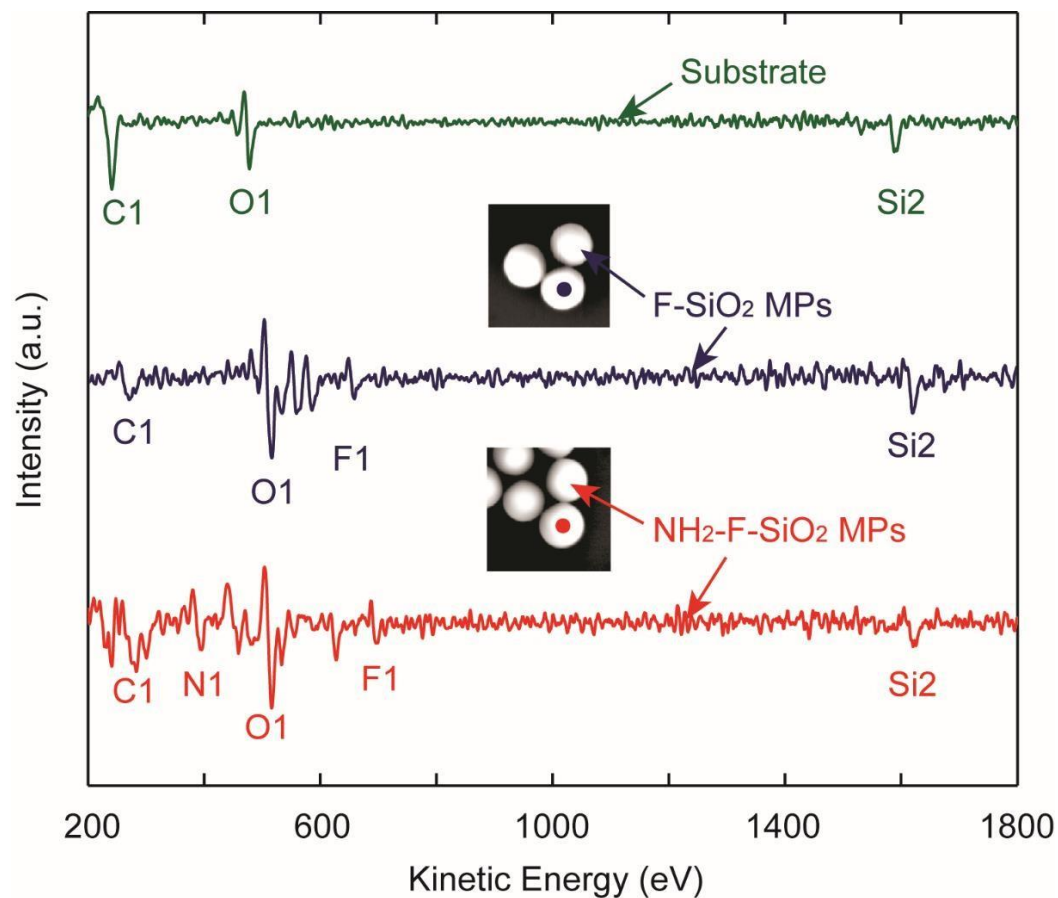 Substrate
C1
O1
Si2
F-SiO₂ MPs
C1
O1
F1
Si2
NH₂-F-SiO₂ MPs
C1
N1
O1
F1
Si2
Intensity (a.u.)
200
600
1000
1400
1800
Kinetic Energy (eV)